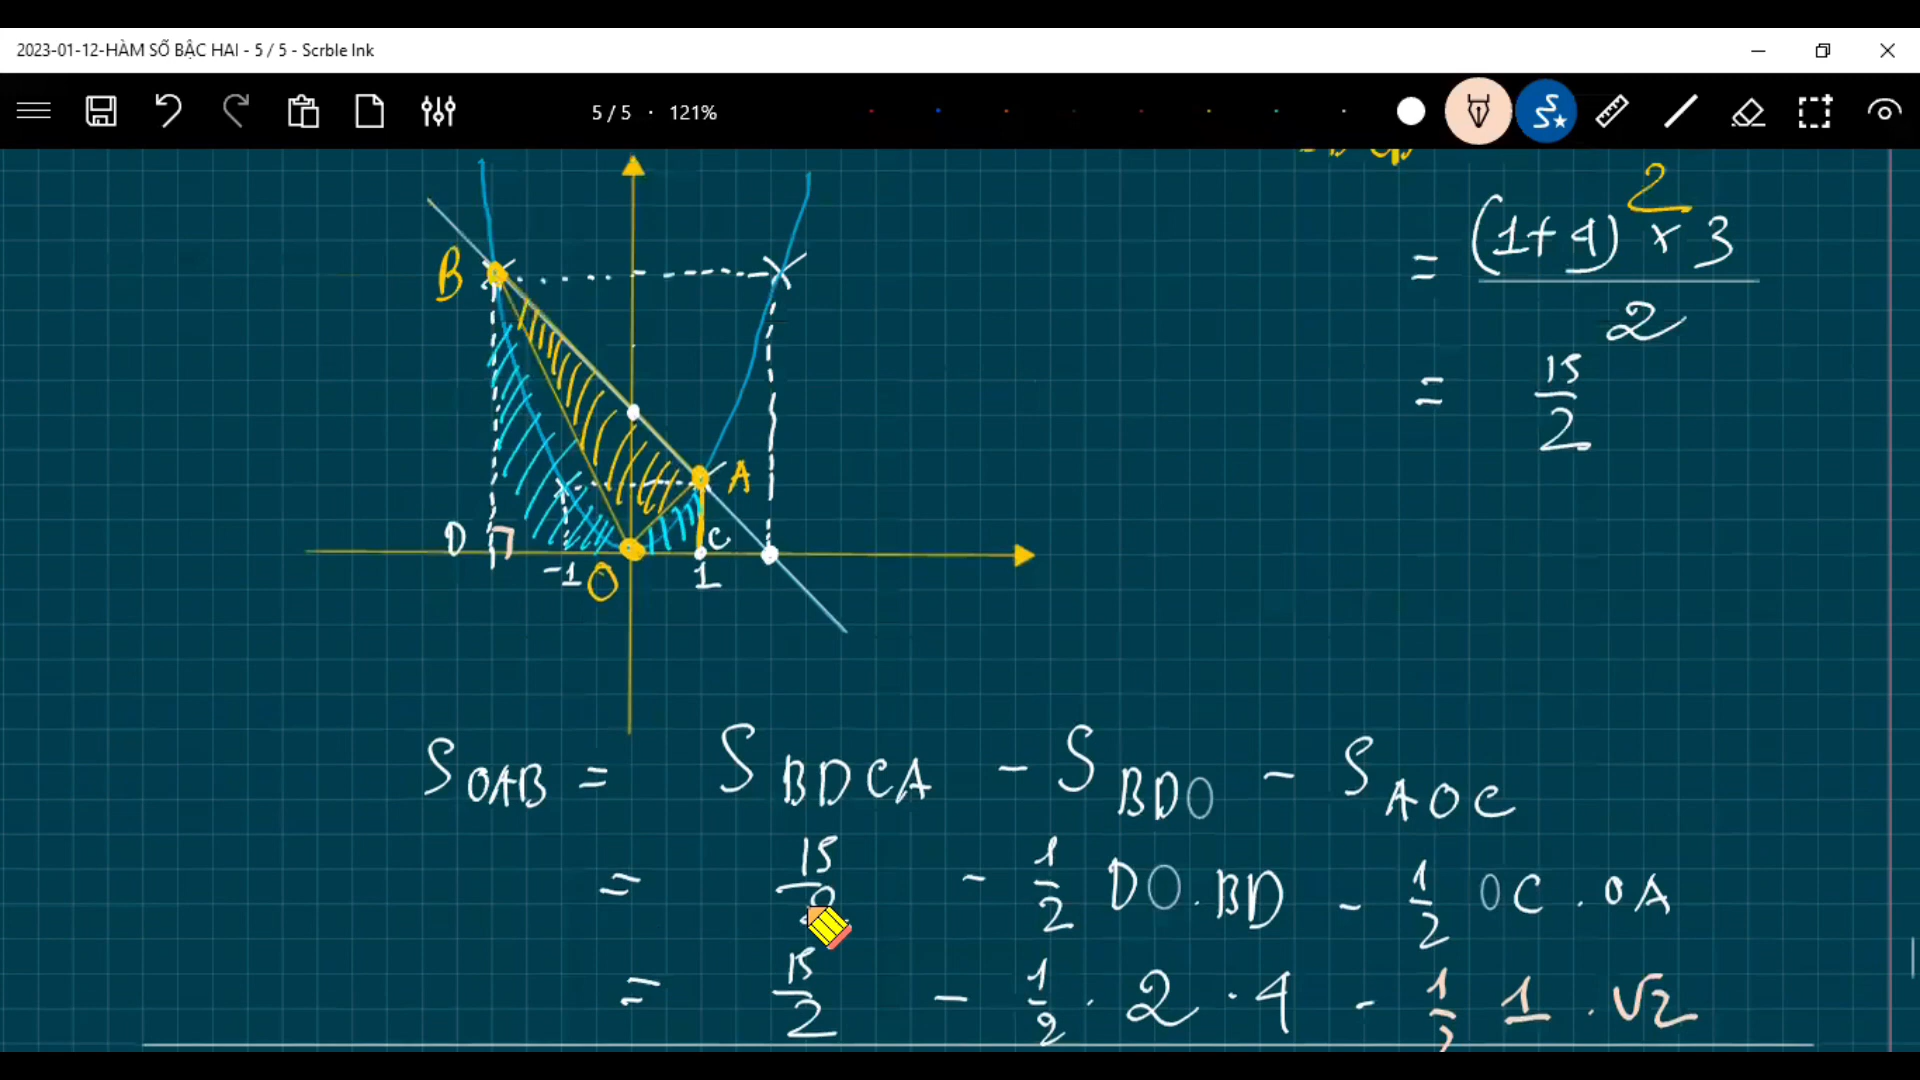 2023-01-12-HÀM SỐ BẬC HAI - 5 / 5 - Scrble Ink
5 / 5 · 121%
2
= (1+4) × 3
2
= 15
2
B
A
D
C
-1 O 1
S OAB = S BDCA - S BDO - S AOC
= 15/2 - 1/2 DO.BD - 1/2 OC . OA
= 15/2 - 1/2 . 2 . 4 - 1/2 1 . √2